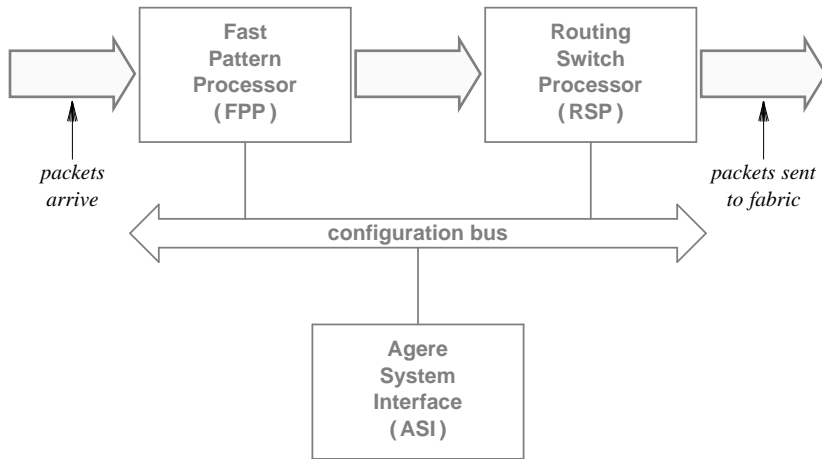 Fast
Pattern
Processor
(FPP)
Routing
Switch
Processor
(RSP)
packets
arrive
packets sent
to fabric
configuration bus
Agere
System
Interface
(ASI)